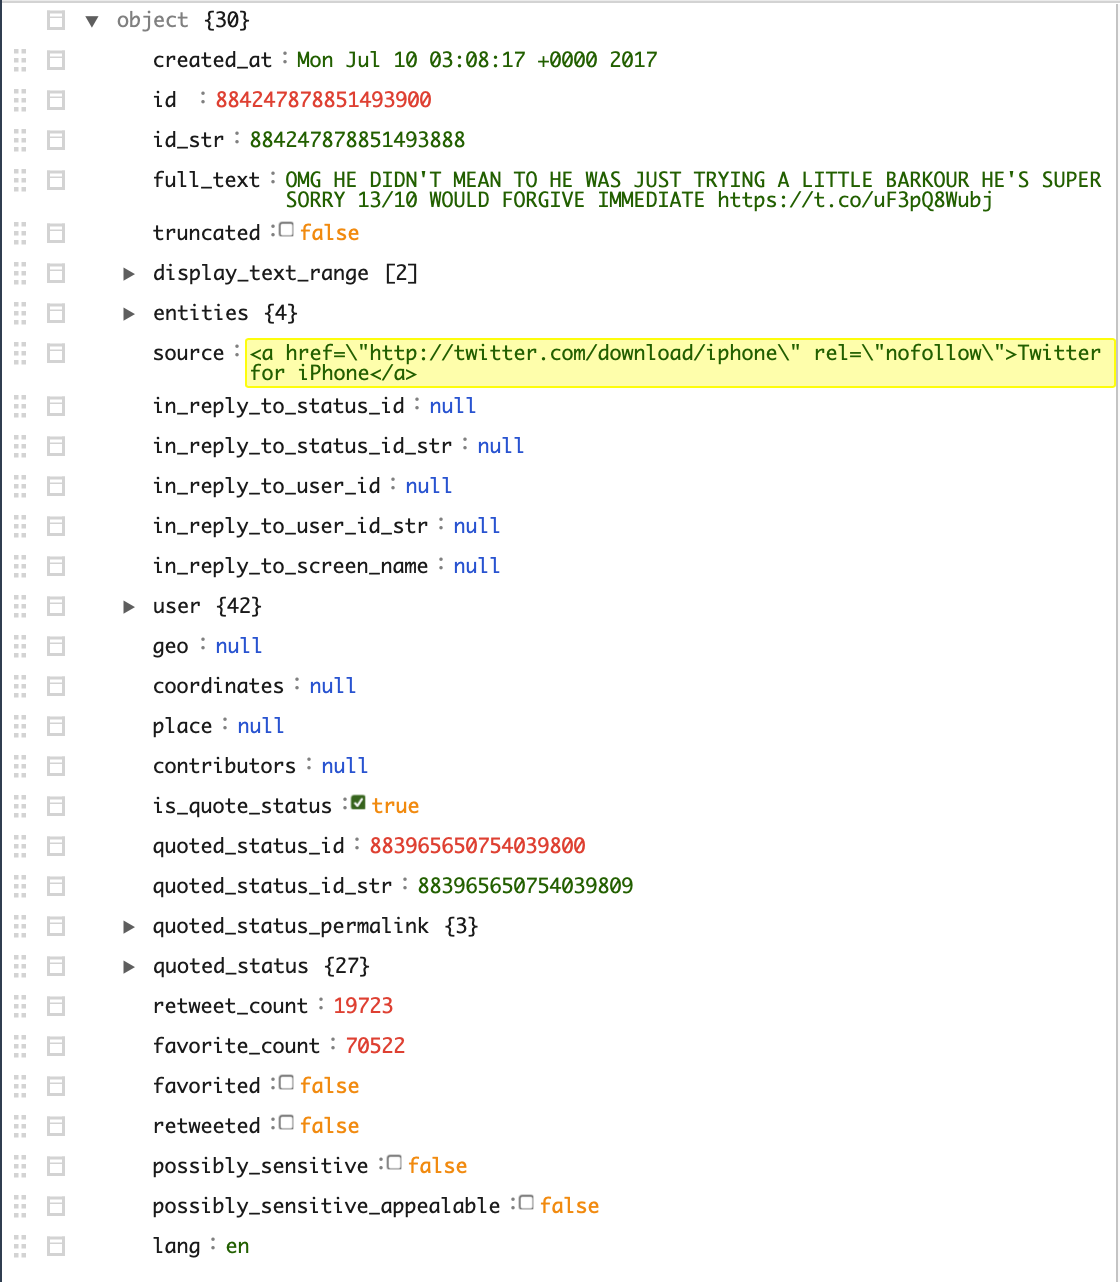 object {30}
created_at : Mon Jul 10 03:08:17 +0000 2017
id : 884247878851493900
id_str : 884247878851493888
full_text : OMG HE DIDN'T MEAN TO HE WAS JUST TRYING A LITTLE BARKOUR HE'S SUPER
SORRY 13/10 WOULD FORGIVE IMMEDIATE https://t.co/uF3pQ8Wubj
truncated : false
display_text_range [2]
entities {4}
source : <a href=\"http://twitter.com/download/iphone\" rel=\"nofollow\">Twitter
for iPhone</a>
in_reply_to_status_id : null
in_reply_to_status_id_str : null
in_reply_to_user_id : null
in_reply_to_user_id_str : null
in_reply_to_screen_name : null
user {42}
geo : null
coordinates : null
place : null
contributors : null
is_quote_status : true
quoted_status_id : 883965650754039800
quoted_status_id_str : 883965650754039809
quoted_status_permalink {3}
quoted_status {27}
retweet_count : 19723
favorite_count : 70522
favorited : false
retweeted : false
possibly_sensitive : false
possibly_sensitive_appealable : false
lang : en